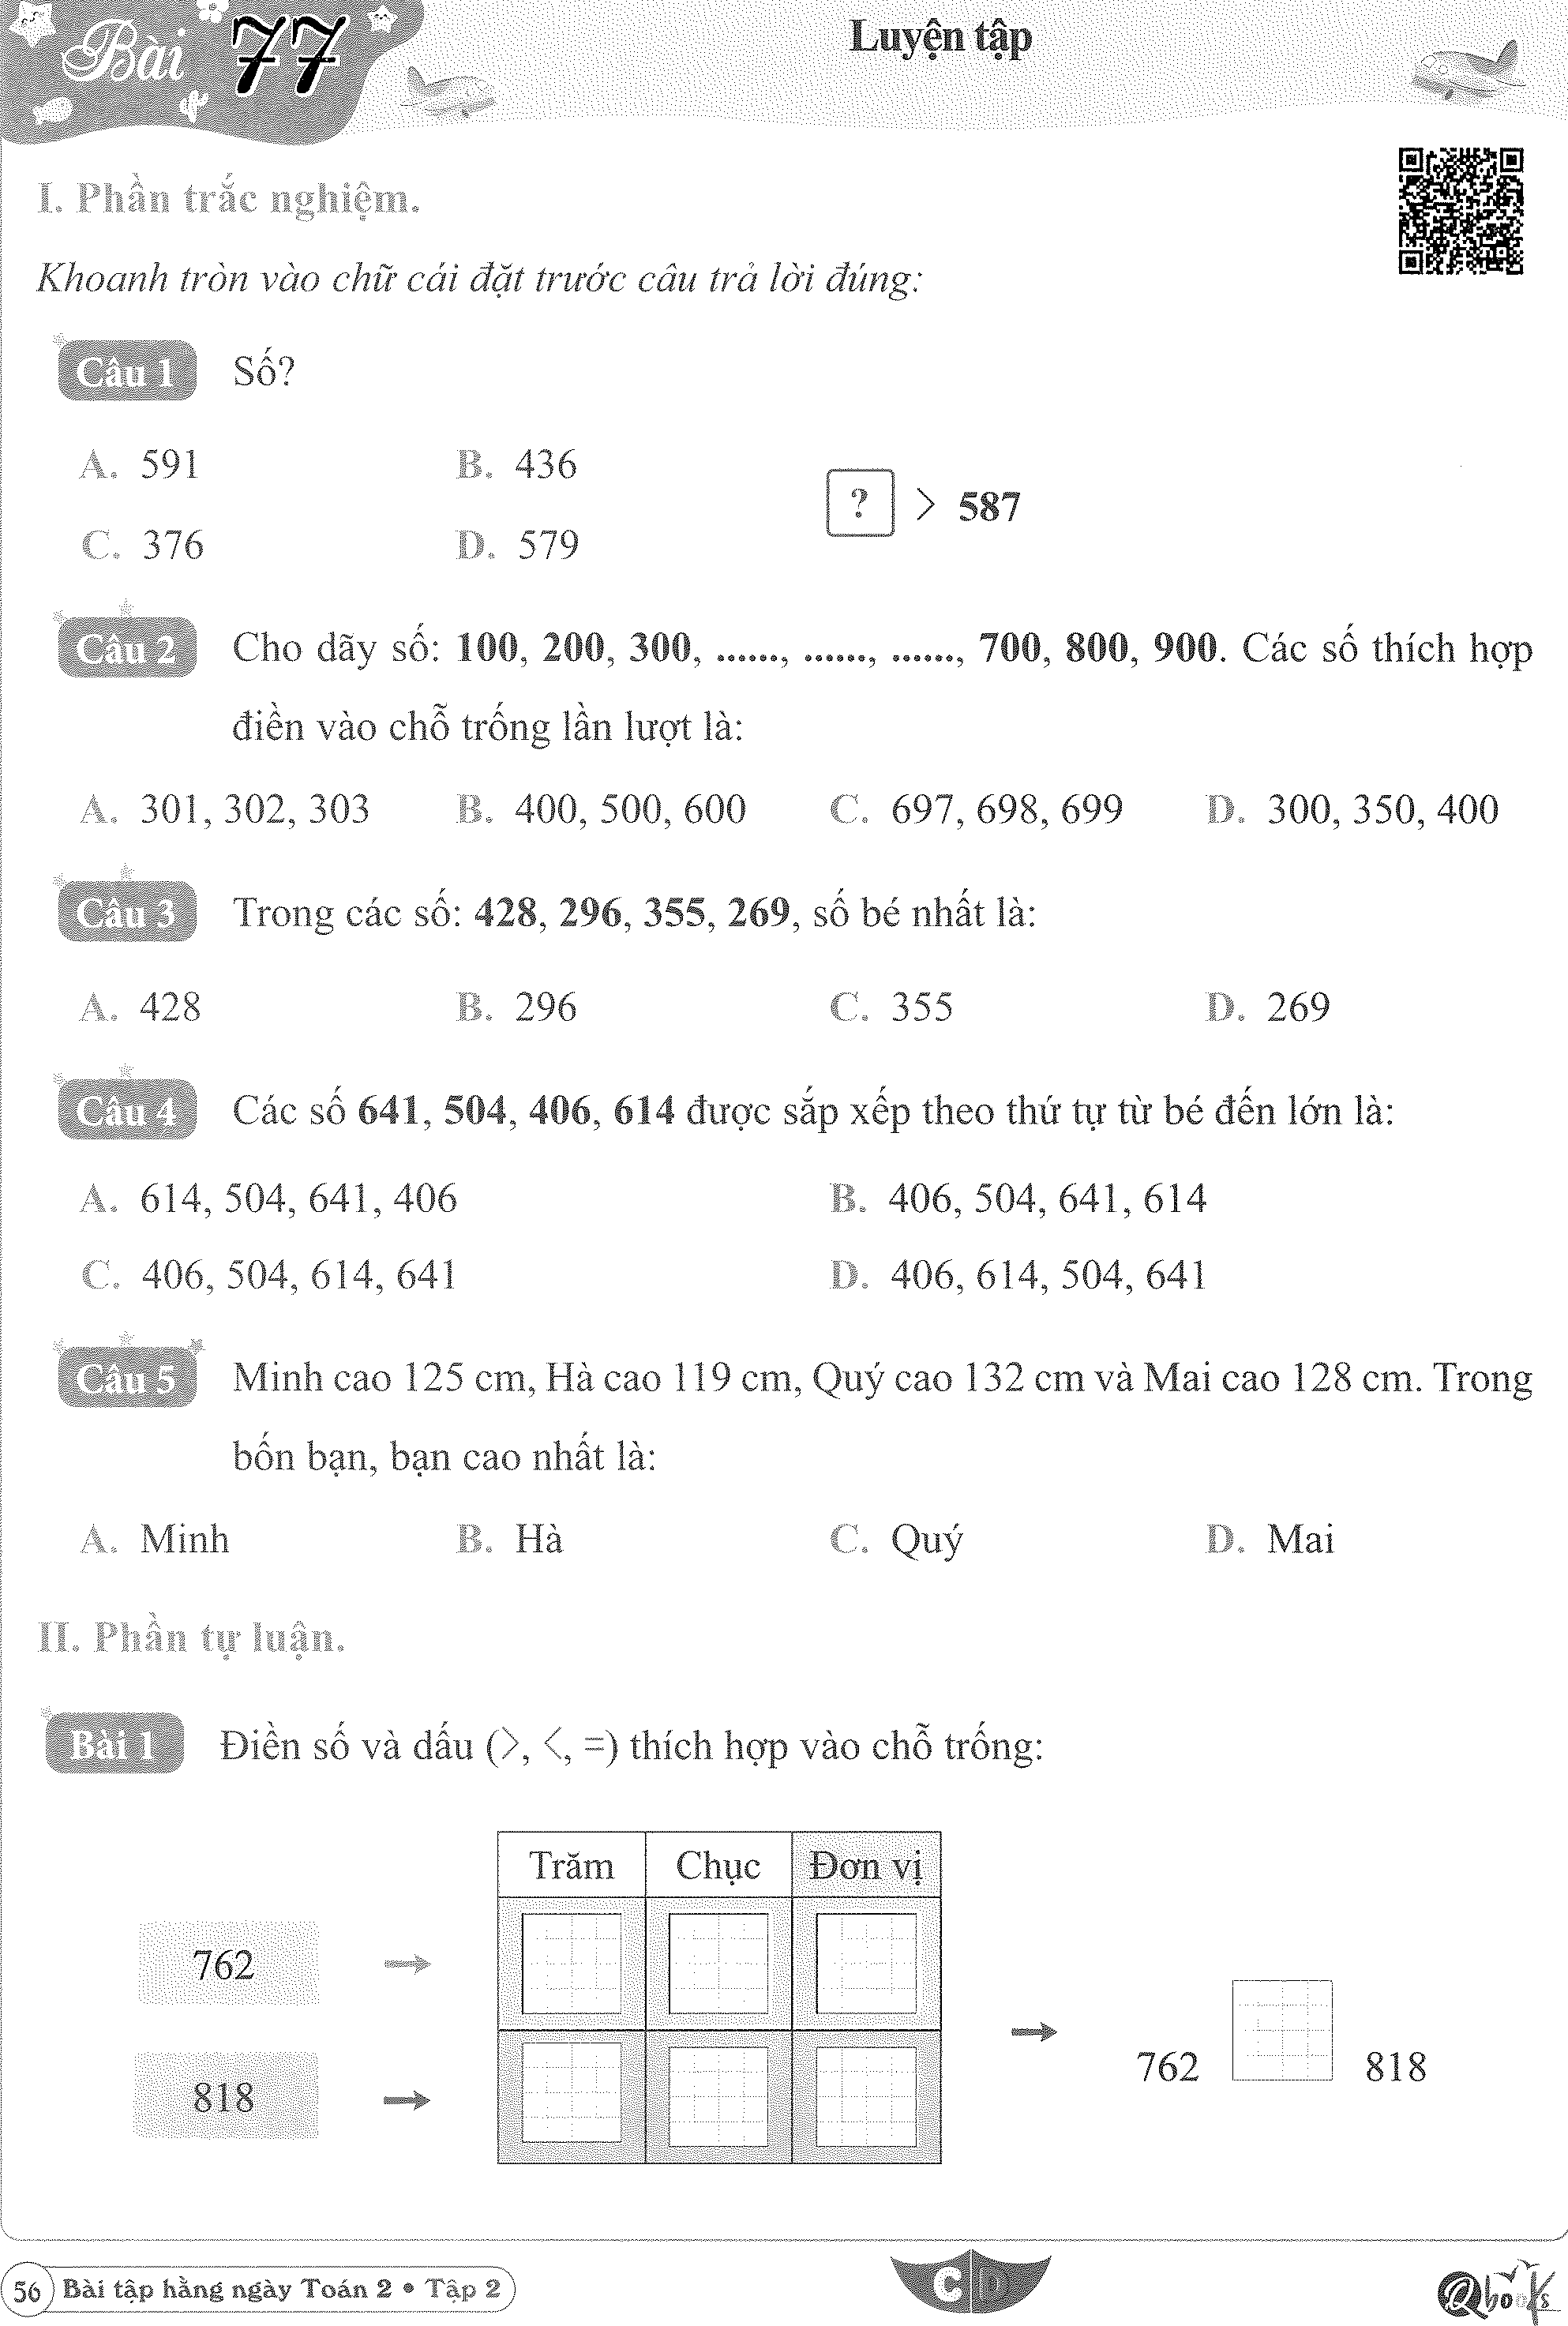 Bài 77
Luyện tập
I. Phần trắc nghiệm.
Khoanh tròn vào chữ cái đặt trước câu trả lời đúng:
Câu 1 Số?
A. 591 B. 436
? > 587
C. 376 D. 579
Câu 2 Cho dãy số: 100, 200, 300, ......, ......, ......, 700, 800, 900. Các số thích hợp
điền vào chỗ trống lần lượt là:
A. 301, 302, 303 B. 400, 500, 600 C. 697, 698, 699 D. 300, 350, 400
Câu 3 Trong các số: 428, 296, 355, 269, số bé nhất là:
A. 428 B. 296 C. 355 D. 269
Câu 4 Các số 641, 504, 406, 614 được sắp xếp theo thứ tự từ bé đến lớn là:
A. 614, 504, 641, 406 B. 406, 504, 641, 614
C. 406, 504, 614, 641 D. 406, 614, 504, 641
Câu 5 Minh cao 125 cm, Hà cao 119 cm, Quý cao 132 cm và Mai cao 128 cm. Trong
bốn bạn, bạn cao nhất là:
A. Minh B. Hà C. Quý D. Mai
II. Phần tự luận.
Bài 1 Điền số và dấu (>, <, =) thích hợp vào chỗ trống:
Trăm Chục Đơn vị
762
762 818
818
56 Bài tập hằng ngày Toán 2 • Tập 2
C D
Qbooks